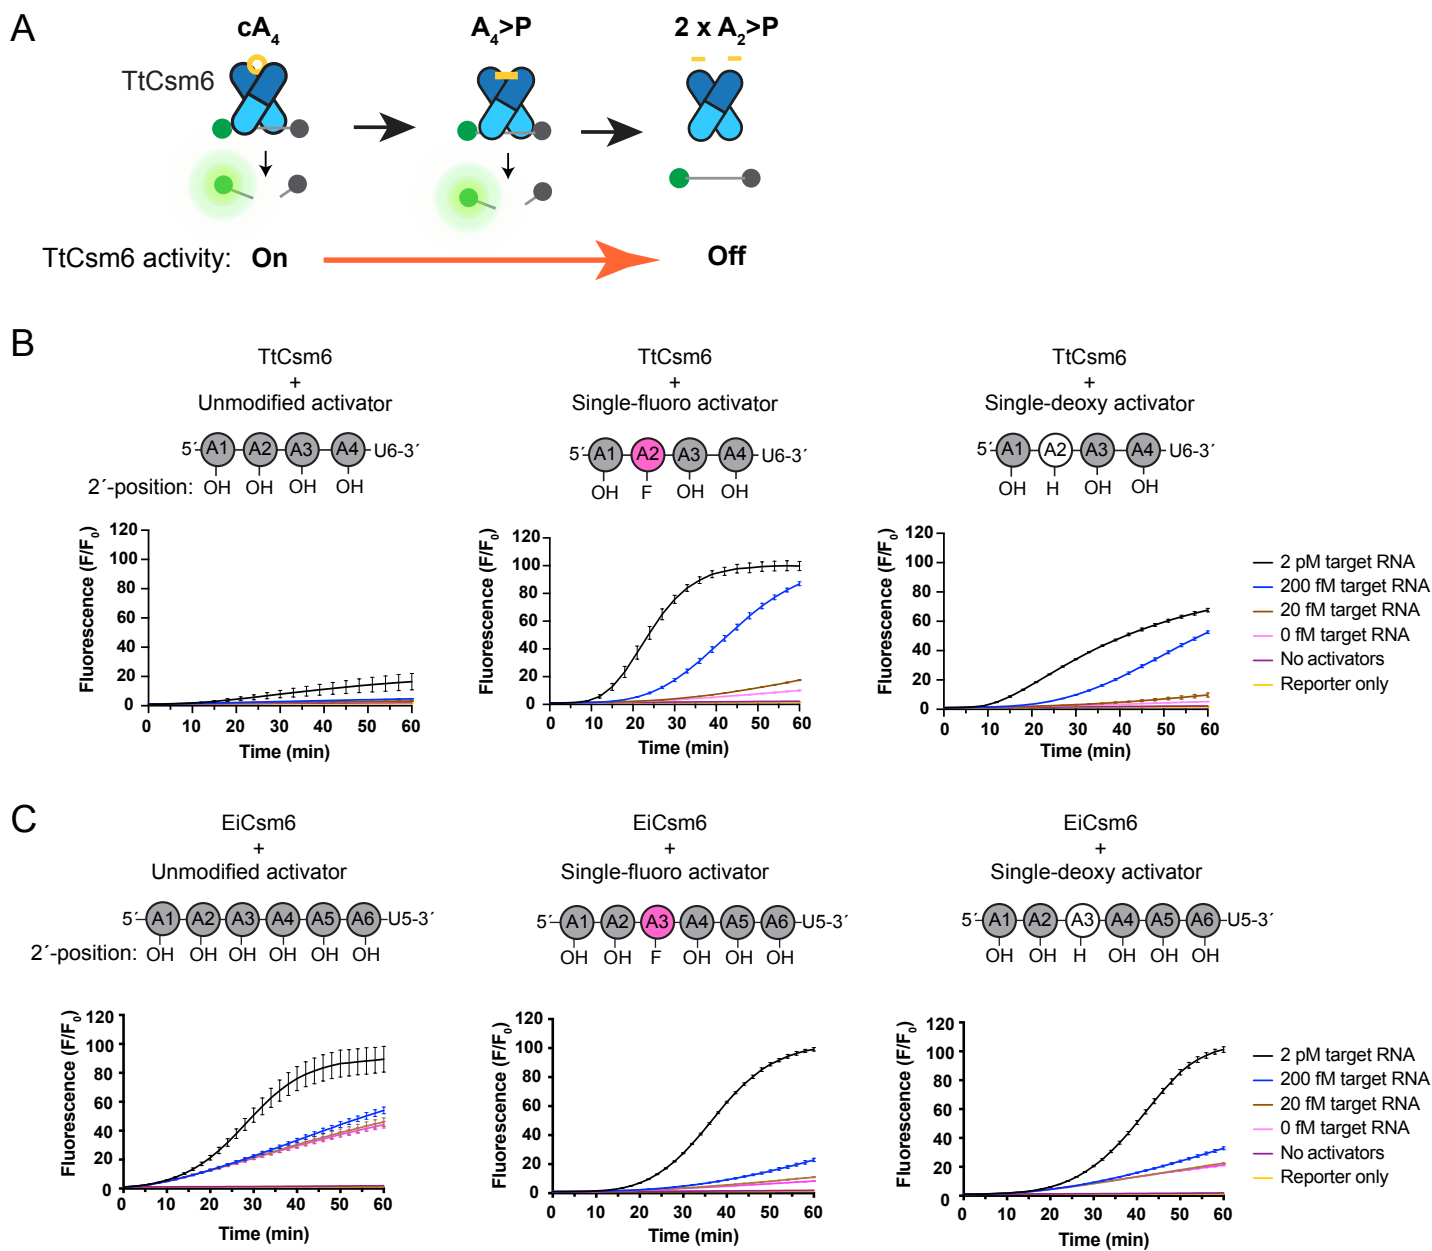 A
cA4
A4>P
2 x A2>P
TtCsm6
TtCsm6 activity: On
Off
B
TtCsm6
+
Unmodified activator
5´ A1 A2 A3 A4 U6-3´
2´-position: OH OH OH OH
Fluorescence (F/F0)
120
100
80
60
40
20
0
0 10 20 30 40 50 60
Time (min)
TtCsm6
+
Single-fluoro activator
5´ A1 A2 A3 A4 U6-3´
OH F OH OH
Fluorescence (F/F0)
120
100
80
60
40
20
0
0 10 20 30 40 50 60
Time (min)
TtCsm6
+
Single-deoxy activator
5´ A1 A2 A3 A4 U6-3´
OH H OH OH
Fluorescence (F/F0)
120
100
80
60
40
20
0
0 10 20 30 40 50 60
Time (min)
2 pM target RNA
200 fM target RNA
20 fM target RNA
0 fM target RNA
No activators
Reporter only
C
EiCsm6
+
Unmodified activator
5´ A1 A2 A3 A4 A5 A6 U5-3´
2´-position: OH OH OH OH OH OH
Fluorescence (F/F0)
120
100
80
60
40
20
0
0 10 20 30 40 50 60
Time (min)
EiCsm6
+
Single-fluoro activator
5´ A1 A2 A3 A4 A5 A6 U5-3´
OH OH F OH OH OH
Fluorescence (F/F0)
120
100
80
60
40
20
0
0 10 20 30 40 50 60
Time (min)
EiCsm6
+
Single-deoxy activator
5´ A1 A2 A3 A4 A5 A6 U5-3´
OH OH H OH OH OH
Fluorescence (F/F0)
120
100
80
60
40
20
0
0 10 20 30 40 50 60
Time (min)
2 pM target RNA
200 fM target RNA
20 fM target RNA
0 fM target RNA
No activators
Reporter only